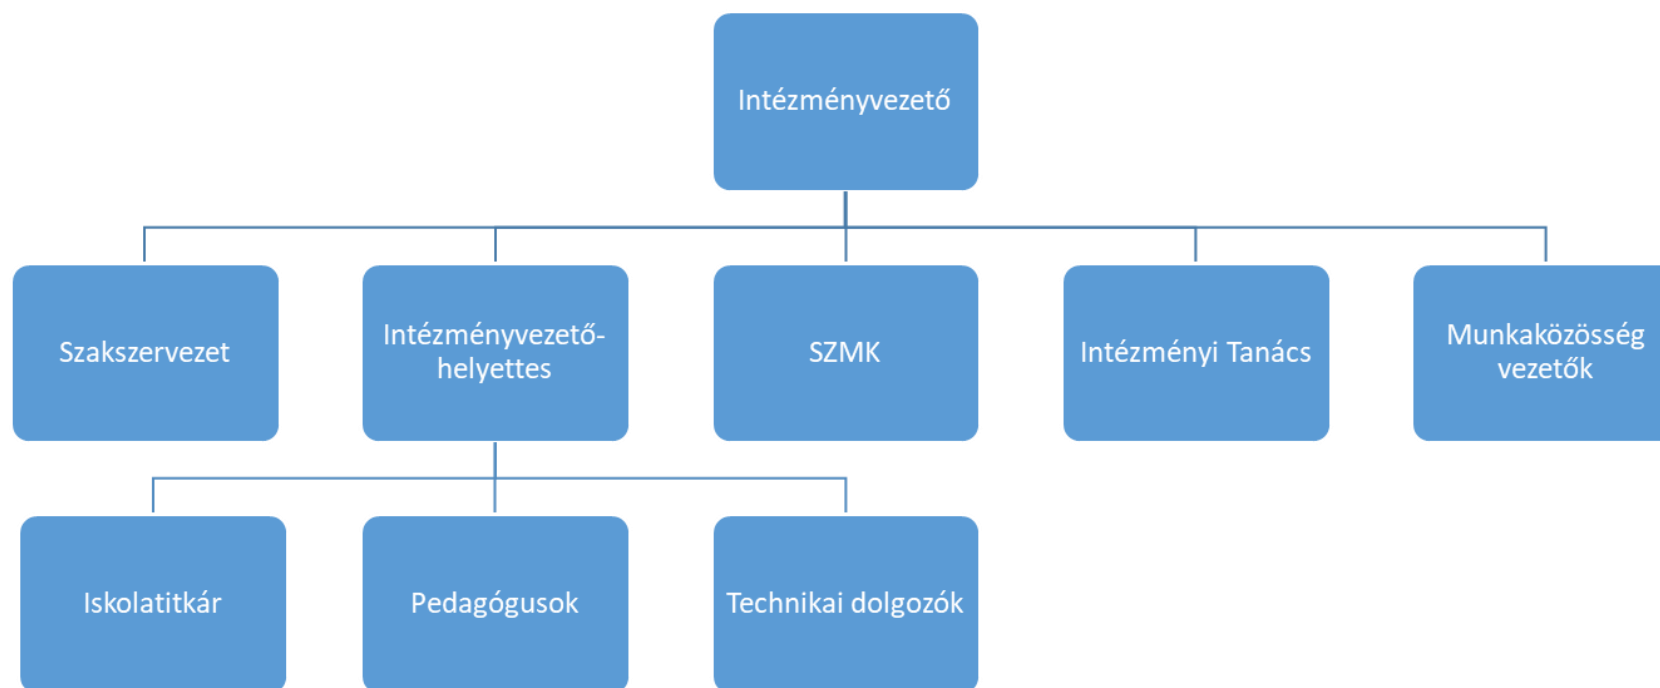 Intézményvezető
Szakszervezet
Intézményvezető-
helyettes
SZMK
Intézményi Tanács
Munkaközösség
vezetők
Iskolatitkár
Pedagógusok
Technikai dolgozók